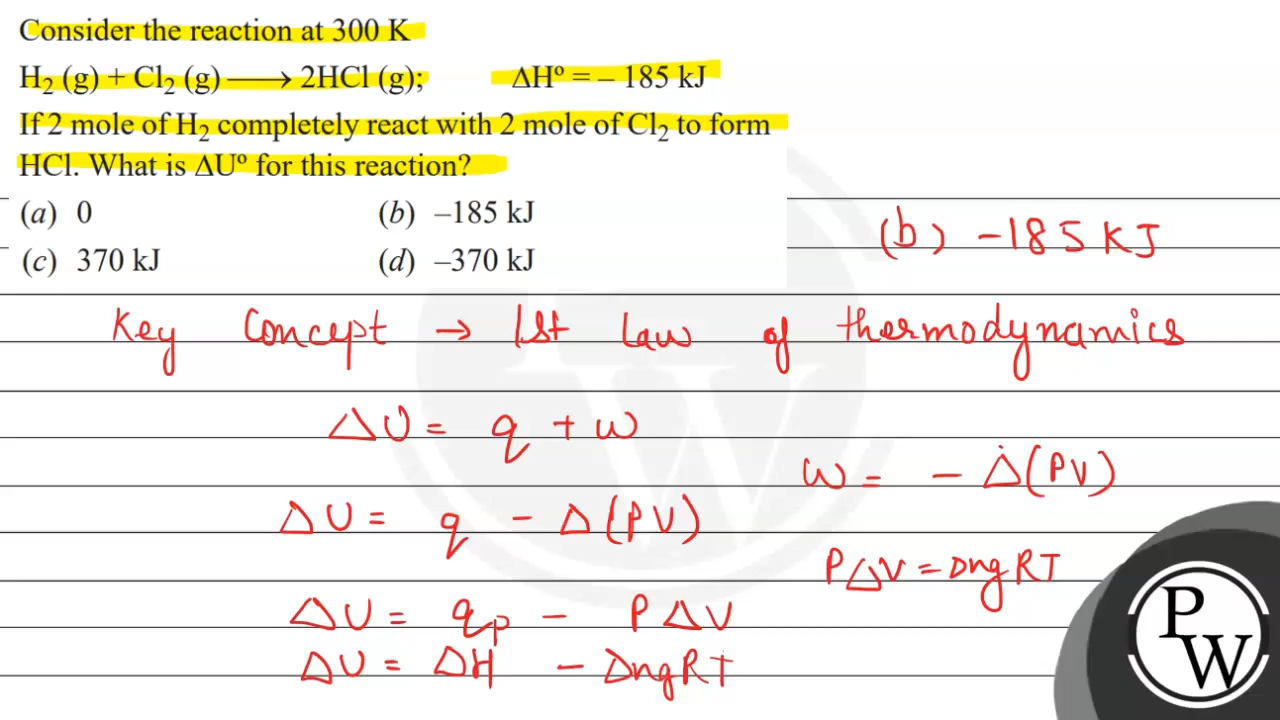 Consider the reaction at 300 K
H₂ (g) + Cl₂ (g) ⟶ 2HCl (g); ΔHº = – 185 kJ
If 2 mole of H₂ completely react with 2 mole of Cl₂ to form
HCl. What is ΔUº for this reaction?
(a) 0 (b) –185 kJ
(c) 370 kJ (d) –370 kJ
(b) -185 KJ
Key Concept → 1st Law of thermodynamics
ΔU = q + w
w = - Δ(PV)
ΔU = q - Δ(PV)
PΔV = ΔngRT
ΔU = qp - PΔV
ΔU = ΔH - ΔngRT
PW